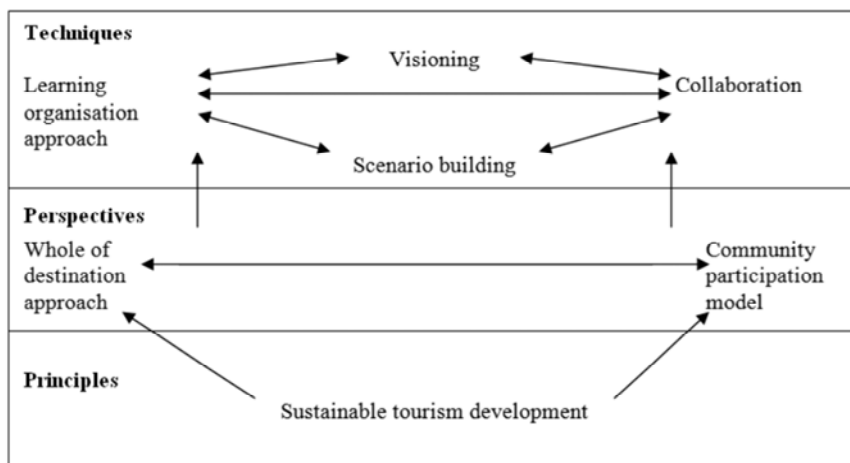 Techniques
Visioning
Learning
organisation
approach
Collaboration
Scenario building
Perspectives
Whole of
destination
approach
Community
participation
model
Principles
Sustainable tourism development